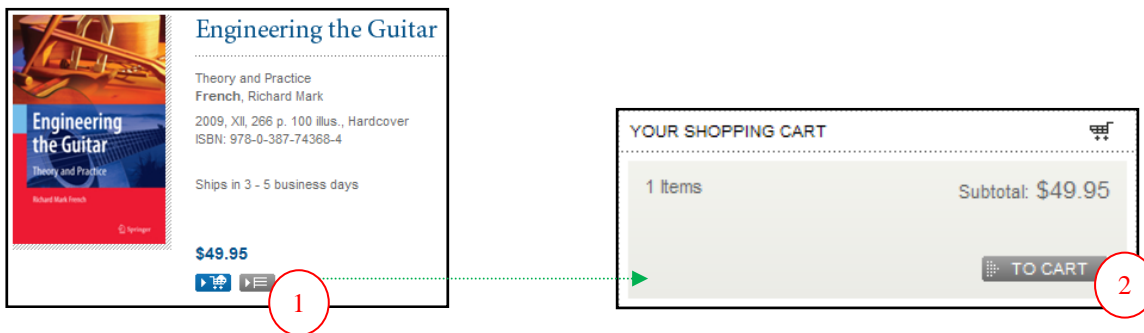 Engineering the Guitar
Theory and Practice
French, Richard Mark
2009, XII, 266 p. 100 illus., Hardcover
ISBN: 978-0-387-74368-4
Ships in 3 - 5 business days
$49.95
Engineering
the Guitar
Theory and Practice
Richard Mark French
Springer
1
YOUR SHOPPING CART
1 Items
Subtotal: $49.95
TO CART
2